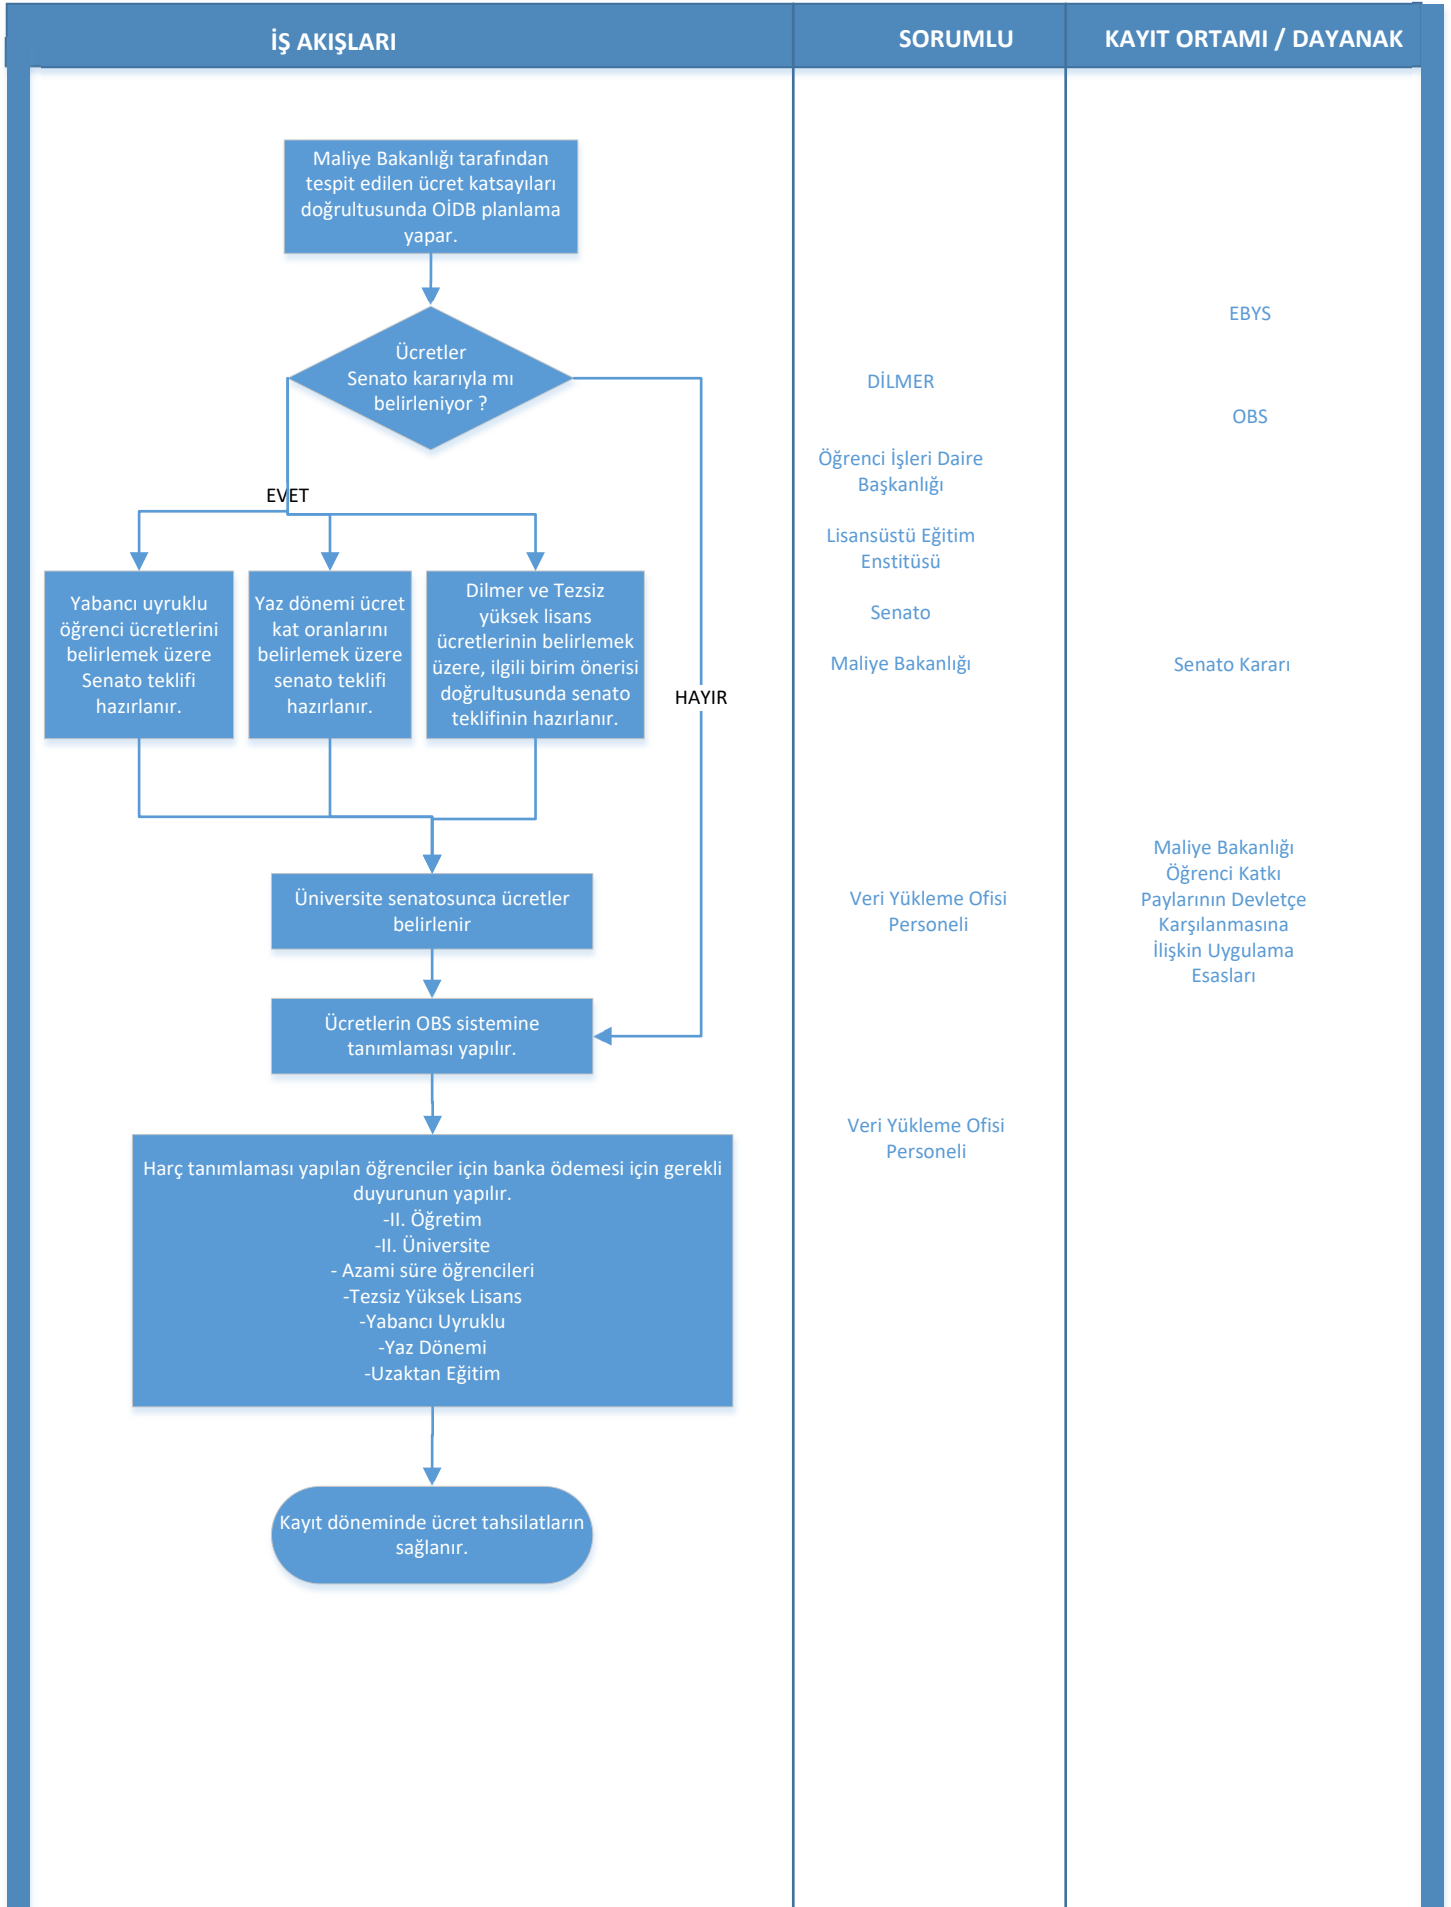 İŞ AKIŞLARI
SORUMLU
KAYIT ORTAMI / DAYANAK
Maliye Bakanlığı tarafından
tespit edilen ücret katsayıları
doğrultusunda OİDB planlama
yapar.
Ücretler
Senato kararıyla mı
belirleniyor ?
EVET
HAYIR
Yabancı uyruklu
öğrenci ücretlerini
belirlemek üzere
Senato teklifi
hazırlanır.
Yaz dönemi ücret
kat oranlarını
belirlemek üzere
senato teklifi
hazırlanır.
Dilmer ve Tezsiz
yüksek lisans
ücretlerinin belirlemek
üzere, ilgili birim önerisi
doğrultusunda senato
teklifinin hazırlanır.
Üniversite senatosunca ücretler
belirlenir
Ücretlerin OBS sistemine
tanımlaması yapılır.
Harç tanımlaması yapılan öğrenciler için banka ödemesi için gerekli
duyurunun yapılır.
-II. Öğretim
-II. Üniversite
- Azami süre öğrencileri
-Tezsiz Yüksek Lisans
-Yabancı Uyruklu
-Yaz Dönemi
-Uzaktan Eğitim
Kayıt döneminde ücret tahsilatların
sağlanır.
DİLMER
Öğrenci İşleri Daire
Başkanlığı
Lisansüstü Eğitim
Enstitüsü
Senato
Maliye Bakanlığı
Veri Yükleme Ofisi
Personeli
Veri Yükleme Ofisi
Personeli
EBYS
OBS
Senato Kararı
Maliye Bakanlığı
Öğrenci Katkı
Paylarının Devletçe
Karşılanmasına
İlişkin Uygulama
Esasları